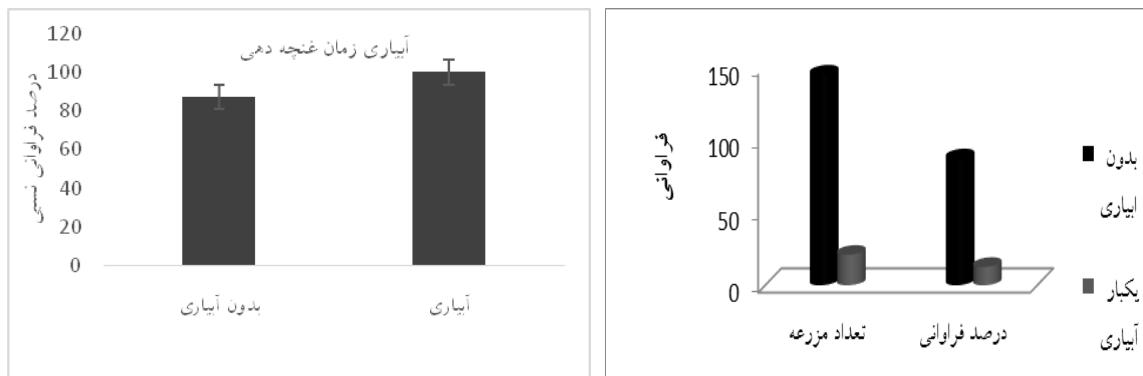 آبیاری زمان غنچه دهی
درصد فراوانی نسبی
120
100
80
60
40
20
0
بدون آبیاری
آبیاری
فراوانی
150
100
50
0
تعداد مزرعه
درصد فراوانی
بدون
ابیاری
یکبار
آبیاری